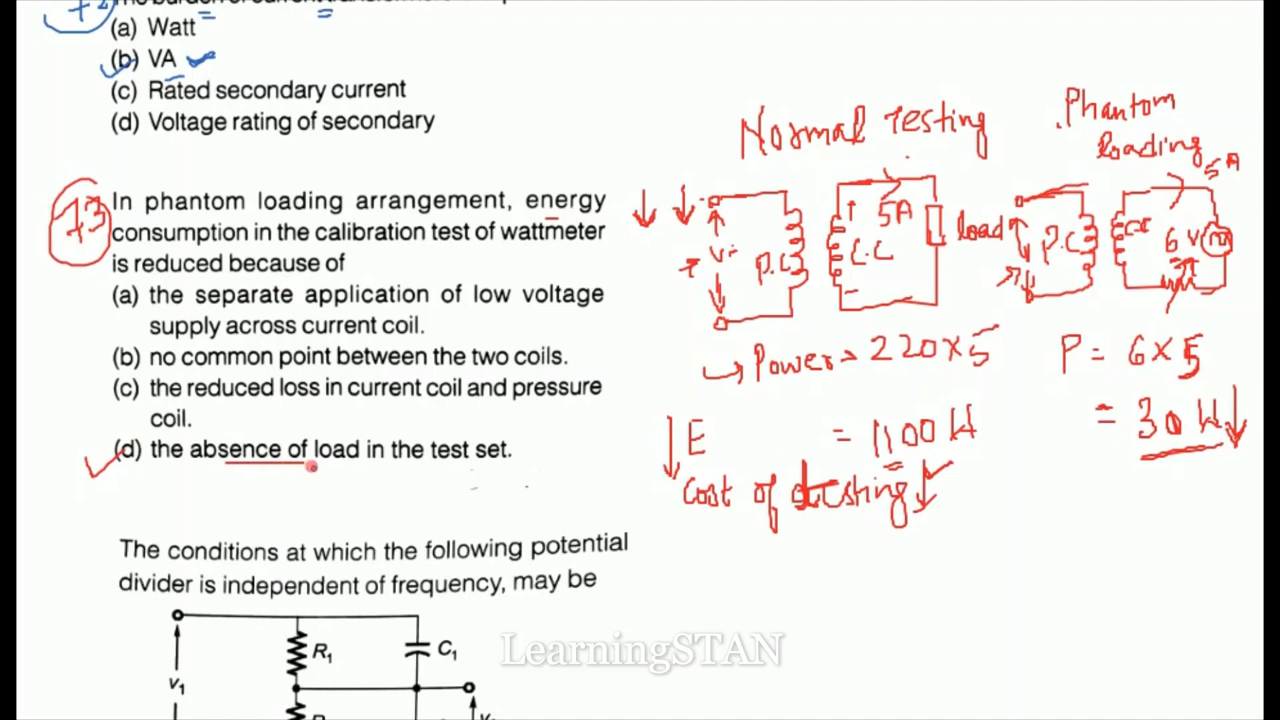 (a) Watt
(b) VA
(c) Rated secondary current
(d) Voltage rating of secondary
73
In phantom loading arrangement, energy
consumption in the calibration test of wattmeter
is reduced because of
(a) the separate application of low voltage
supply across current coil.
(b) no common point between the two coils.
(c) the reduced loss in current coil and pressure
coil.
(d) the absence of load in the test set.
Normal Testing
V
P.C
5A
C.C
load
Power = 220×5
= 1100 W
E
Cost of testing
Phantom
loading
5A
P.C
CC
6V
P = 6×5
= 30 W
The conditions at which the following potential
divider is independent of frequency, may be
R₁
C₁
V₁
LearningSTAN